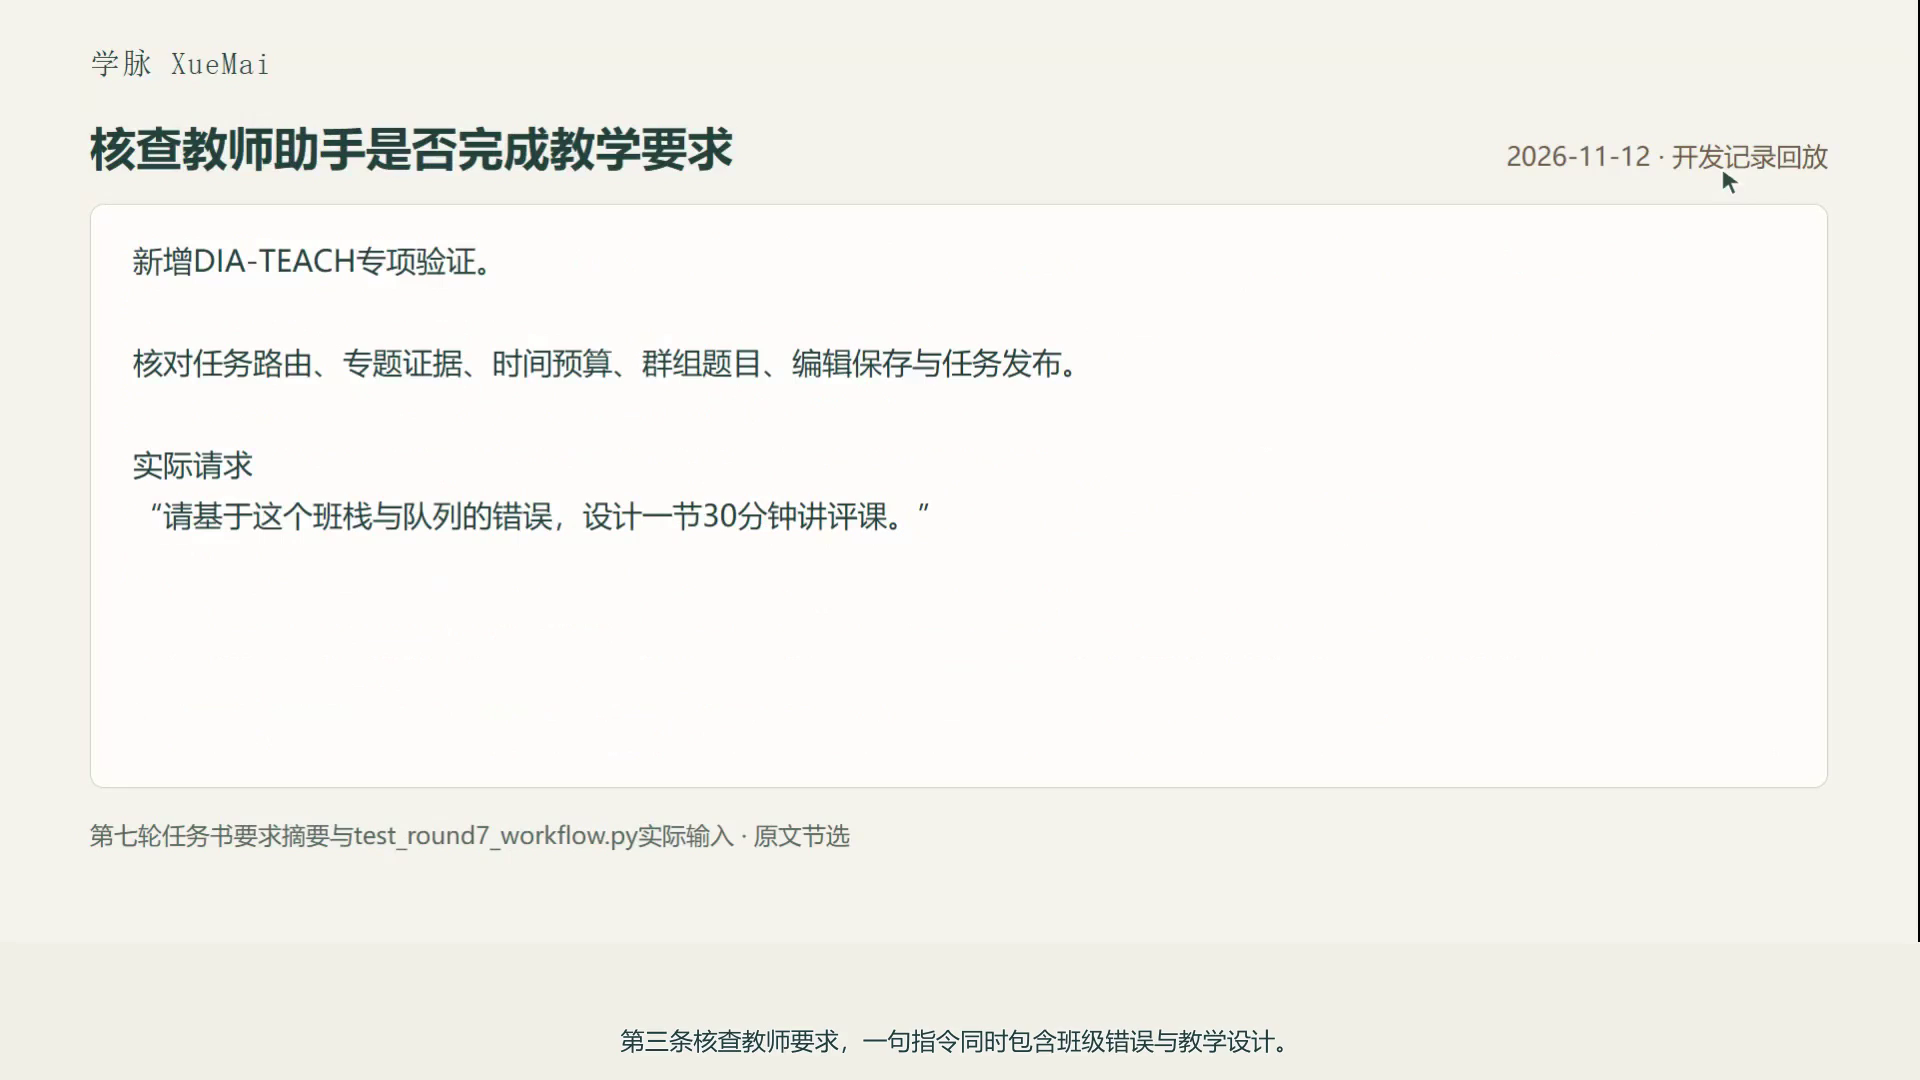 学脉 XueMai
核查教师助手是否完成教学要求
2026-11-12 · 开发记录回放
新增DIA-TEACH专项验证。
核对任务路由、专题证据、时间预算、群组题目、编辑保存与任务发布。
实际请求
“请基于这个班栈与队列的错误，设计一节30分钟讲评课。”
第七轮任务书要求摘要与test_round7_workflow.py实际输入 · 原文节选
第三条核查教师要求，一句指令同时包含班级错误与教学设计。